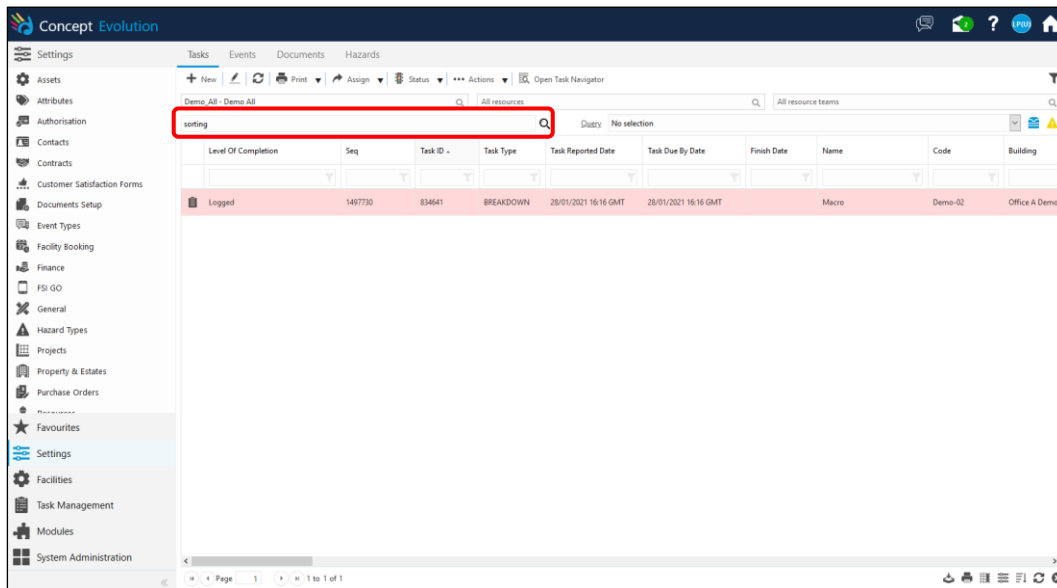 Concept Evolution
2
?
LP(U)
Settings
Tasks Events Documents Hazards
Assets
New Print Assign Status Actions Open Task Navigator
Attributes
Demo_All - Demo All All resources All resource teams
Authorisation
sorting Query No selection
Contacts
Level Of Completion Seq Task ID Task Type Task Reported Date Task Due By Date Finish Date Name Code Building
Contracts
Customer Satisfaction Forms
Documents Setup
Logged 1497730 834641 BREAKDOWN 28/01/2021 16:16 GMT 28/01/2021 16:16 GMT Macro Demo-02 Office A Demo
Event Types
Facility Booking
Finance
FSI GO
General
Hazard Types
Projects
Property & Estates
Purchase Orders
Resources
Favourites
Settings
Facilities
Task Management
Modules
System Administration
Page 1 1 to 1 of 1